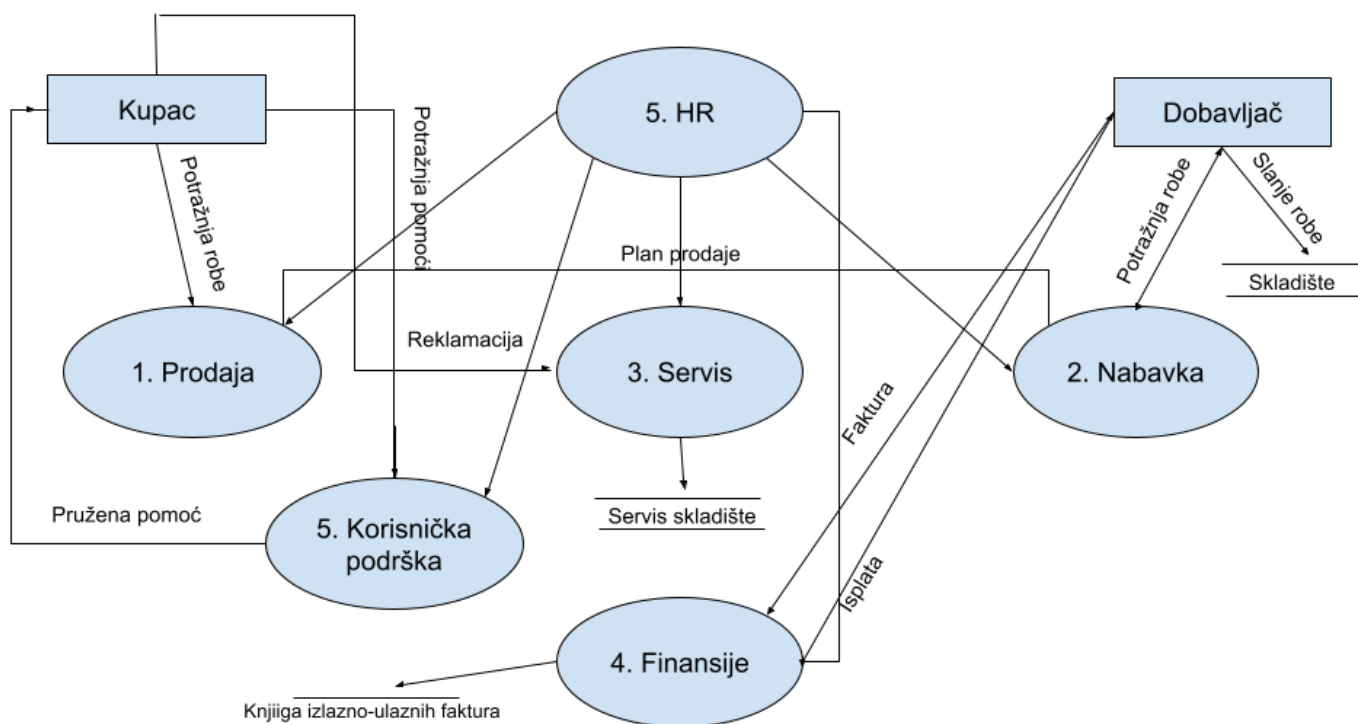 Kupac
5. HR
Dobavljač
Potražnja robe
Potražnja pomoći
Potražnja robe
Slanje robe
Plan prodaje
Skladište
Reklamacija
1. Prodaja
3. Servis
2. Nabavka
Faktura
Pružena pomoć
5. Korisnička
podrška
Servis skladište
Isplata
4. Finansije
Knjiiga izlazno-ulaznih faktura